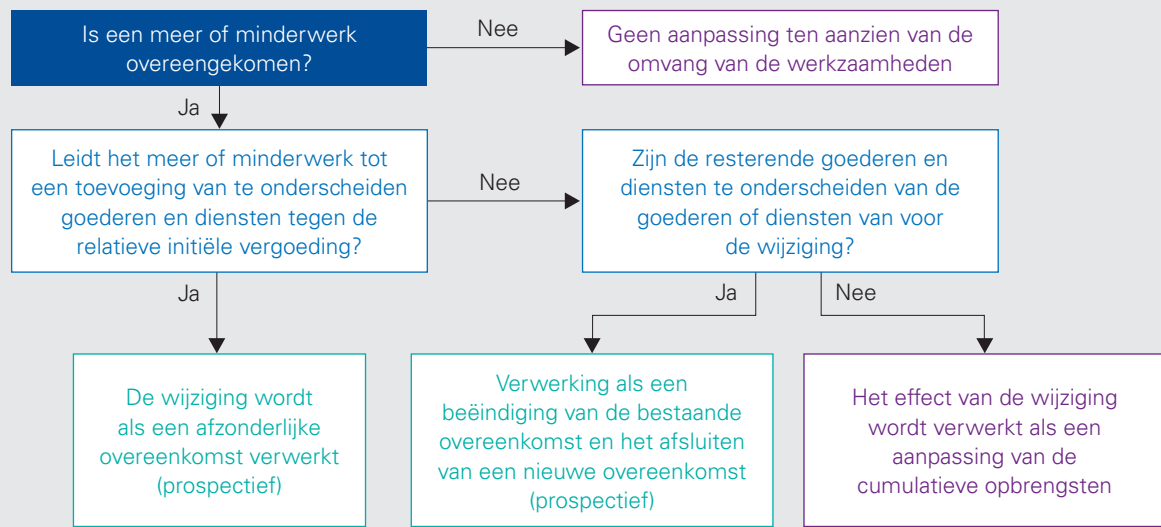 Is een meer of minderwerk
overeengekomen?
Nee
Geen aanpassing ten aanzien van de
omvang van de werkzaamheden
Ja
Leidt het meer of minderwerk tot
een toevoeging van te onderscheiden
goederen en diensten tegen de
relatieve initiële vergoeding?
Nee
Zijn de resterende goederen en
diensten te onderscheiden van de
goederen of diensten van voor
de wijziging?
Ja
Ja
Nee
De wijziging wordt
als een afzonderlijke
overeenkomst verwerkt
(prospectief)
Verwerking als een
beëindiging van de bestaande
overeenkomst en het afsluiten
van een nieuwe overeenkomst
(prospectief)
Het effect van de wijziging
wordt verwerkt als een
aanpassing van de
cumulatieve opbrengsten